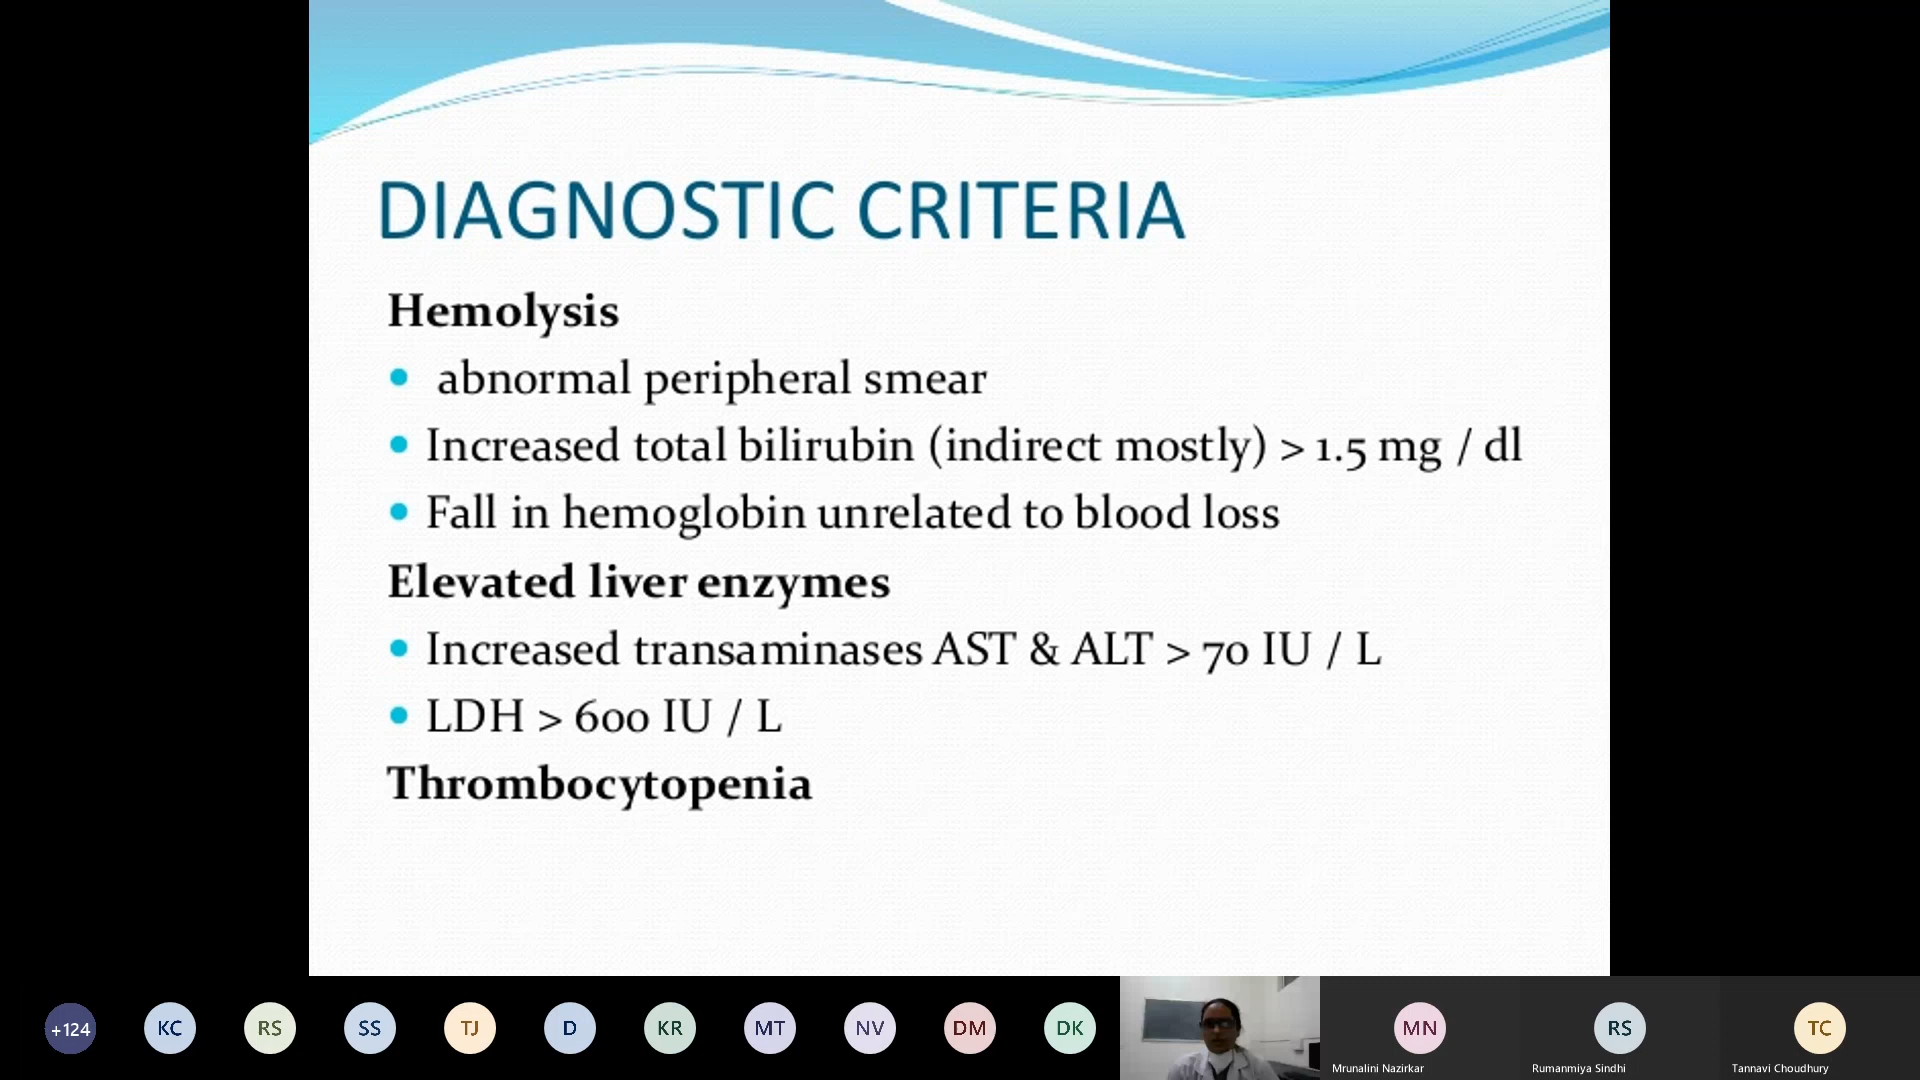 DIAGNOSTIC CRITERIA
Hemolysis
abnormal peripheral smear
Increased total bilirubin (indirect mostly) > 1.5 mg / dl
Fall in hemoglobin unrelated to blood loss
Elevated liver enzymes
Increased transaminases AST & ALT > 70 IU / L
LDH > 600 IU / L
Thrombocytopenia
+124
KC
RS
SS
TJ
D
KR
MT
NV
DM
DK
MN
RS
TC
Mrunalini Nazirkar
Rumanmiya Sindhi
Tannavi Choudhury